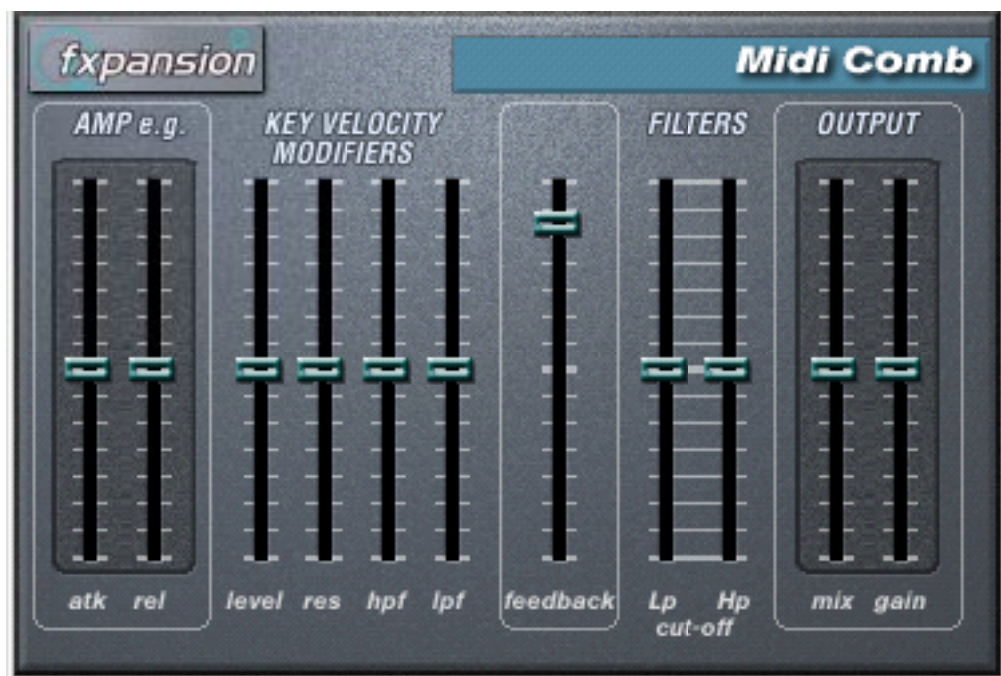 fxpansion
Midi Comb
AMP e.g.
KEY VELOCITY
MODIFIERS
FILTERS
OUTPUT
atk rel
level res hpf lpf
feedback
Lp Hp
cut-off
mix gain